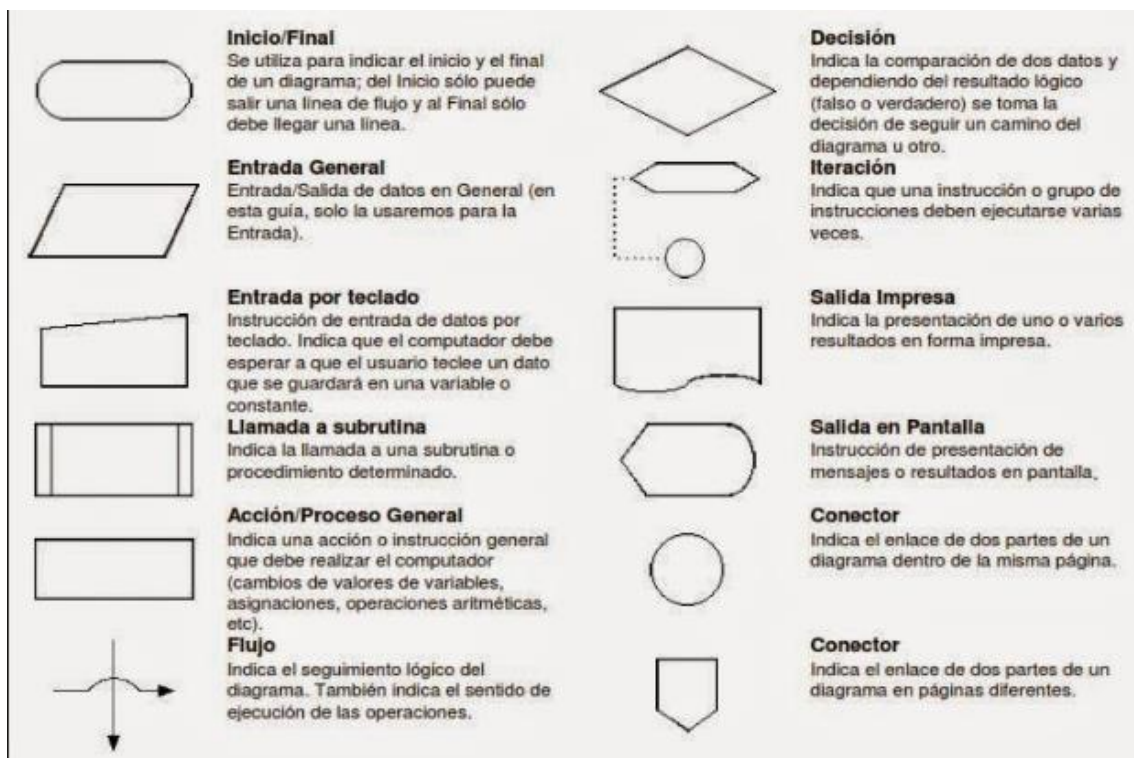 Inicio/Final
Se utiliza para indicar el inicio y el final
de un diagrama; del Inicio sólo puede
salir una línea de flujo y al Final sólo
debe llegar una línea.
Entrada General
Entrada/Salida de datos en General (en
esta guía, solo la usaremos para la
Entrada).
Entrada por teclado
Instrucción de entrada de datos por
teclado. Indica que el computador debe
esperar a que el usuario teclee un dato
que se guardará en una variable o
constante.
Llamada a subrutina
Indica la llamada a una subrutina o
procedimiento determinado.
Acción/Proceso General
Indica una acción o instrucción general
que debe realizar el computador
(cambios de valores de variables,
asignaciones, operaciones aritméticas,
etc).
Flujo
Indica el seguimiento lógico del
diagrama. También indica el sentido de
ejecución de las operaciones.
Decisión
Indica la comparación de dos datos y
dependiendo del resultado lógico
(falso o verdadero) se toma la
decisión de seguir un camino del
diagrama u otro.
Iteración
Indica que una instrucción o grupo de
instrucciones deben ejecutarse varias
veces.
Salida Impresa
Indica la presentación de uno o varios
resultados en forma impresa.
Salida en Pantalla
Instrucción de presentación de
mensajes o resultados en pantalla.
Conector
Indica el enlace de dos partes de un
diagrama dentro de la misma página.
Conector
Indica el enlace de dos partes de un
diagrama en páginas diferentes.